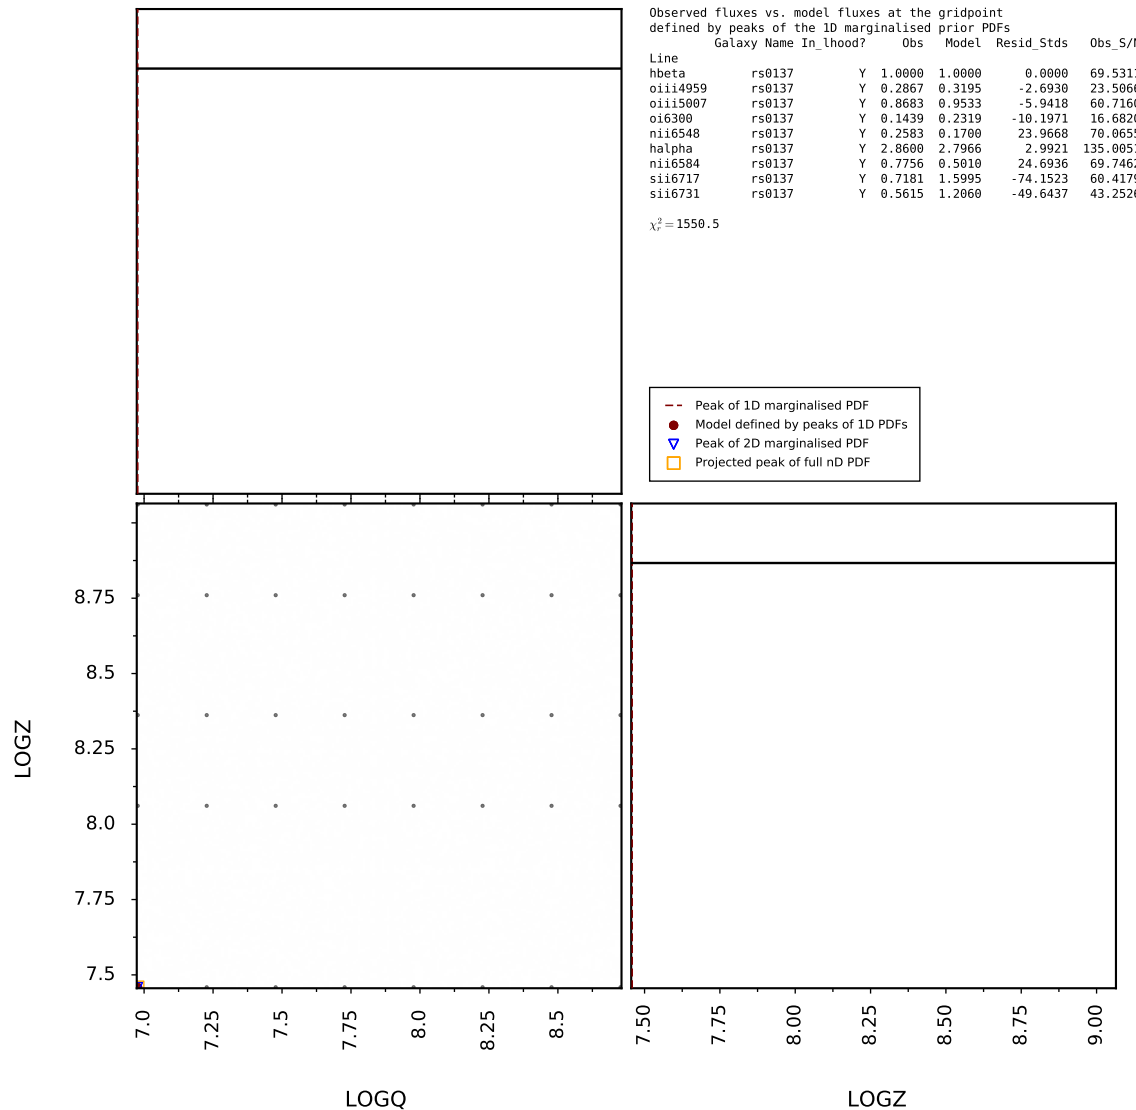 Observed fluxes vs. model fluxes at the gridpoint
defined by peaks of the 1D marginalised prior PDFs
Galaxy Name In_lhood? Obs Model Resid_Stds Obs_S/N
Line
hbeta rs0137 Y 1.0000 1.0000 0.0000 69.531
oiii4959 rs0137 Y 0.2867 0.3195 -2.6930 23.506
oiii5007 rs0137 Y 0.8683 0.9533 -5.9418 60.716
oi6300 rs0137 Y 0.1439 0.2319 -10.1971 16.682
nii6548 rs0137 Y 0.2583 0.1700 23.9668 70.065
halpha rs0137 Y 2.8600 2.7966 2.9921 135.005
nii6584 rs0137 Y 0.7756 0.5010 24.6936 69.746
sii6717 rs0137 Y 0.7181 1.5995 -74.1523 60.417
sii6731 rs0137 Y 0.5615 1.2060 -49.6437 43.252
χ²ᵣ = 1550.5
Peak of 1D marginalised PDF
Model defined by peaks of 1D PDFs
Peak of 2D marginalised PDF
Projected peak of full nD PDF
8.75
8.5
8.25
8.0
7.75
7.5
LOGZ
7.0 7.25 7.5 7.75 8.0 8.25 8.5
LOGQ
7.50 7.75 8.00 8.25 8.50 8.75 9.00
LOGZ